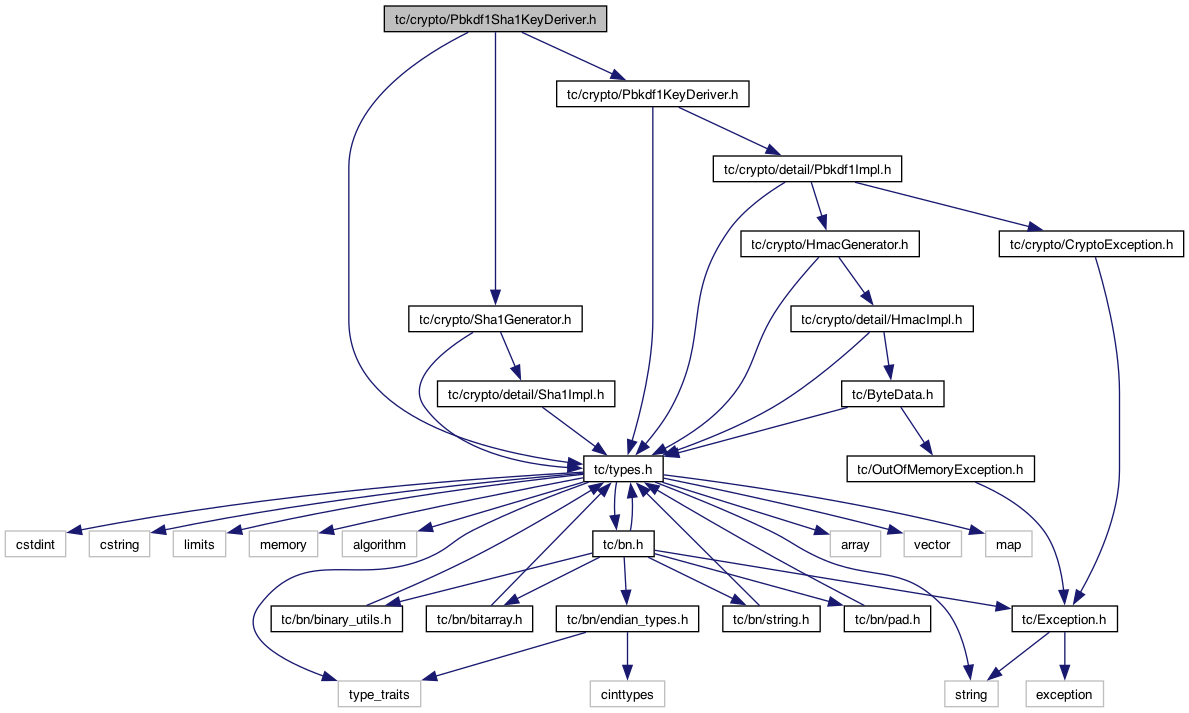 tc/crypto/Pbkdf1Sha1KeyDeriver.h
tc/crypto/Pbkdf1KeyDeriver.h
tc/crypto/detail/Pbkdf1Impl.h
tc/crypto/HmacGenerator.h
tc/crypto/CryptoException.h
tc/crypto/Sha1Generator.h
tc/crypto/detail/HmacImpl.h
tc/crypto/detail/Sha1Impl.h
tc/ByteData.h
tc/types.h
tc/OutOfMemoryException.h
cstdint
cstring
limits
memory
algorithm
tc/bn.h
array
vector
map
tc/bn/binary_utils.h
tc/bn/bitarray.h
tc/bn/endian_types.h
tc/bn/string.h
tc/bn/pad.h
tc/Exception.h
type_traits
cinttypes
string
exception